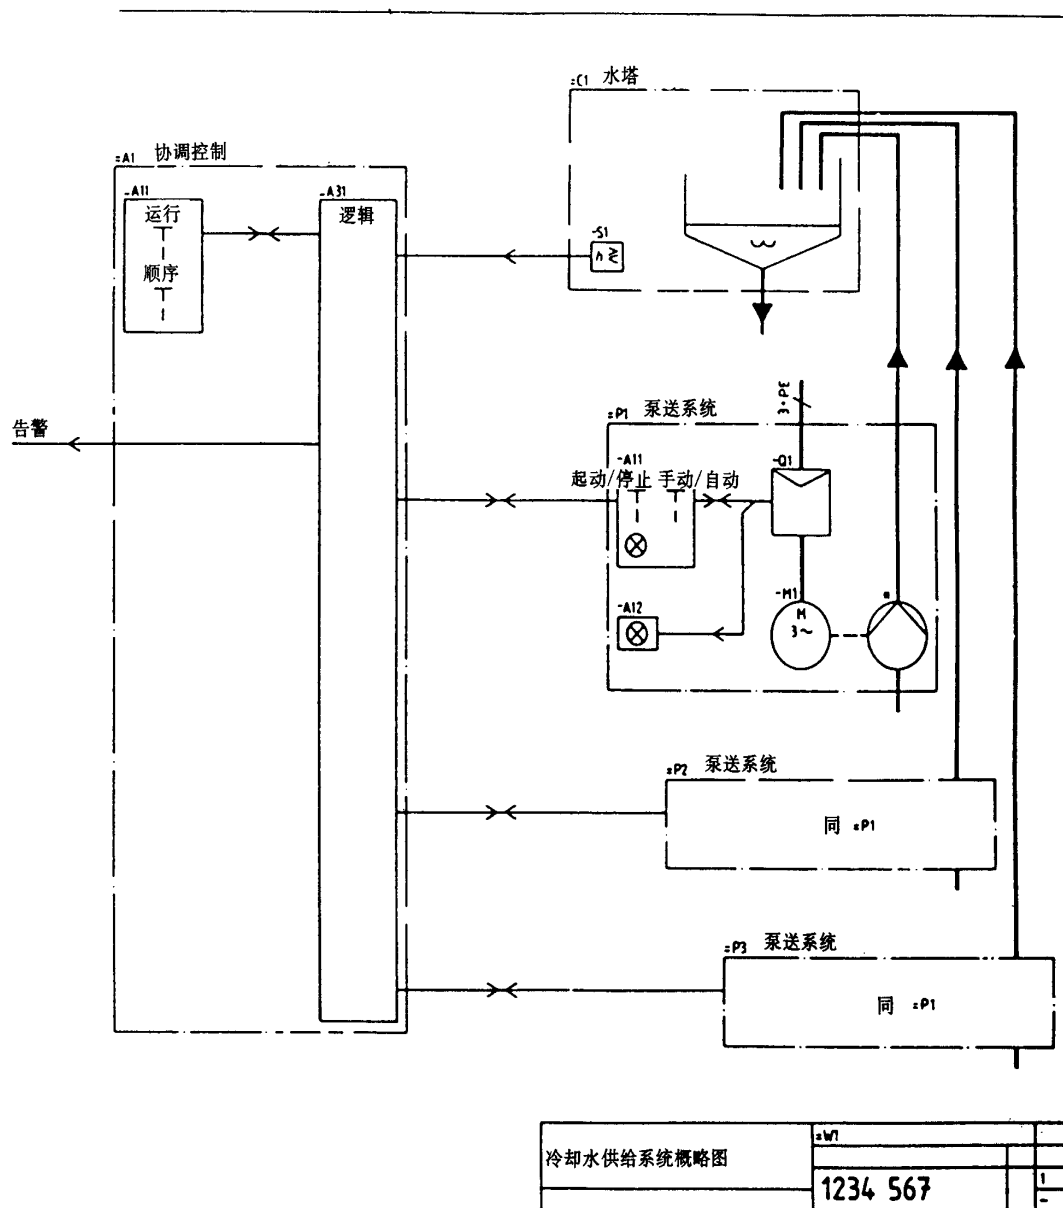 =C1 水塔
=A1 协调控制
-A11
-A31
运行
逻辑
顺序
-S1
h
告警
=P1 泵送系统
3+PE
-A11
-Q1
起动/停止 手动/自动
-A12
-M1
M
3~
=P2 泵送系统
同 =P1
=P3 泵送系统
同 =P1
冷却水供给系统概略图
=W1
1234 567
1
-